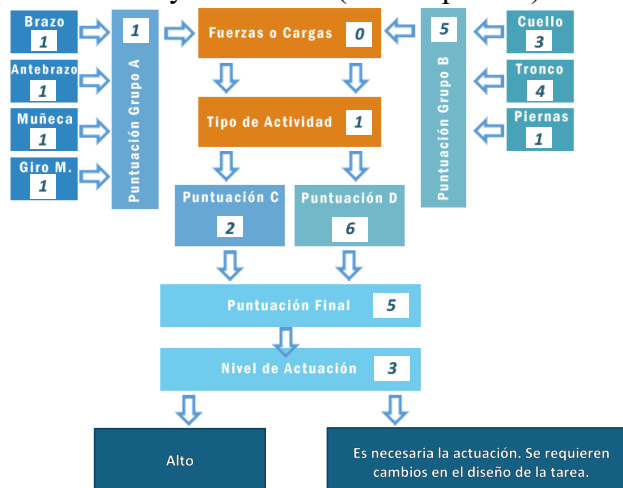 Brazo
1
Antebrazo
1
Muñeca
1
Giro M.
1
1
Puntuación Grupo A
Fuerzas o Cargas 0
Tipo de Actividad 1
5
Puntuación Grupo B
Cuello
3
Tronco
4
Piernas
1
Puntuación C
2
Puntuación D
6
Puntuación Final 5
Nivel de Actuación 3
Alto
Es necesaria la actuación. Se requieren
cambios en el diseño de la tarea.